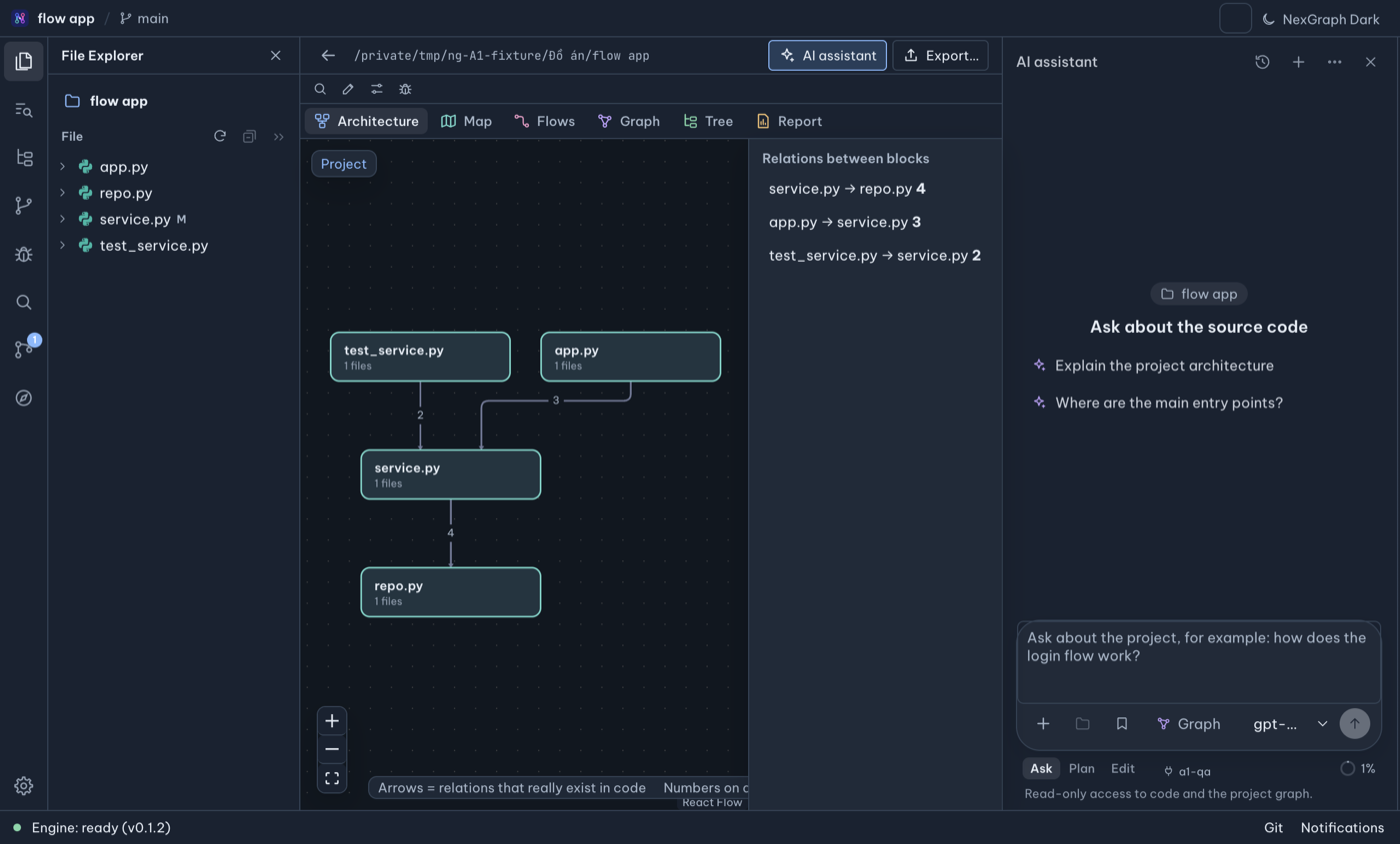 flow app / main
NexGraph Dark
File Explorer
flow app
File
app.py
repo.py
service.py M
test_service.py
1
/private/tmp/ng-A1-fixture/Đồ án/flow app
AI assistant
Export...
Architecture
Map
Flows
Graph
Tree
Report
Project
test_service.py
1 files
app.py
1 files
2
3
service.py
1 files
4
repo.py
1 files
Arrows = relations that really exist in code
Numbers on
React Flow
Relations between blocks
service.py → repo.py 4
app.py → service.py 3
test_service.py → service.py 2
AI assistant
flow app
Ask about the source code
Explain the project architecture
Where are the main entry points?
Ask about the project, for example: how does the
login flow work?
Graph
gpt-...
Ask
Plan
Edit
a1-qa
1%
Read-only access to code and the project graph.
Engine: ready (v0.1.2)
Git
Notifications